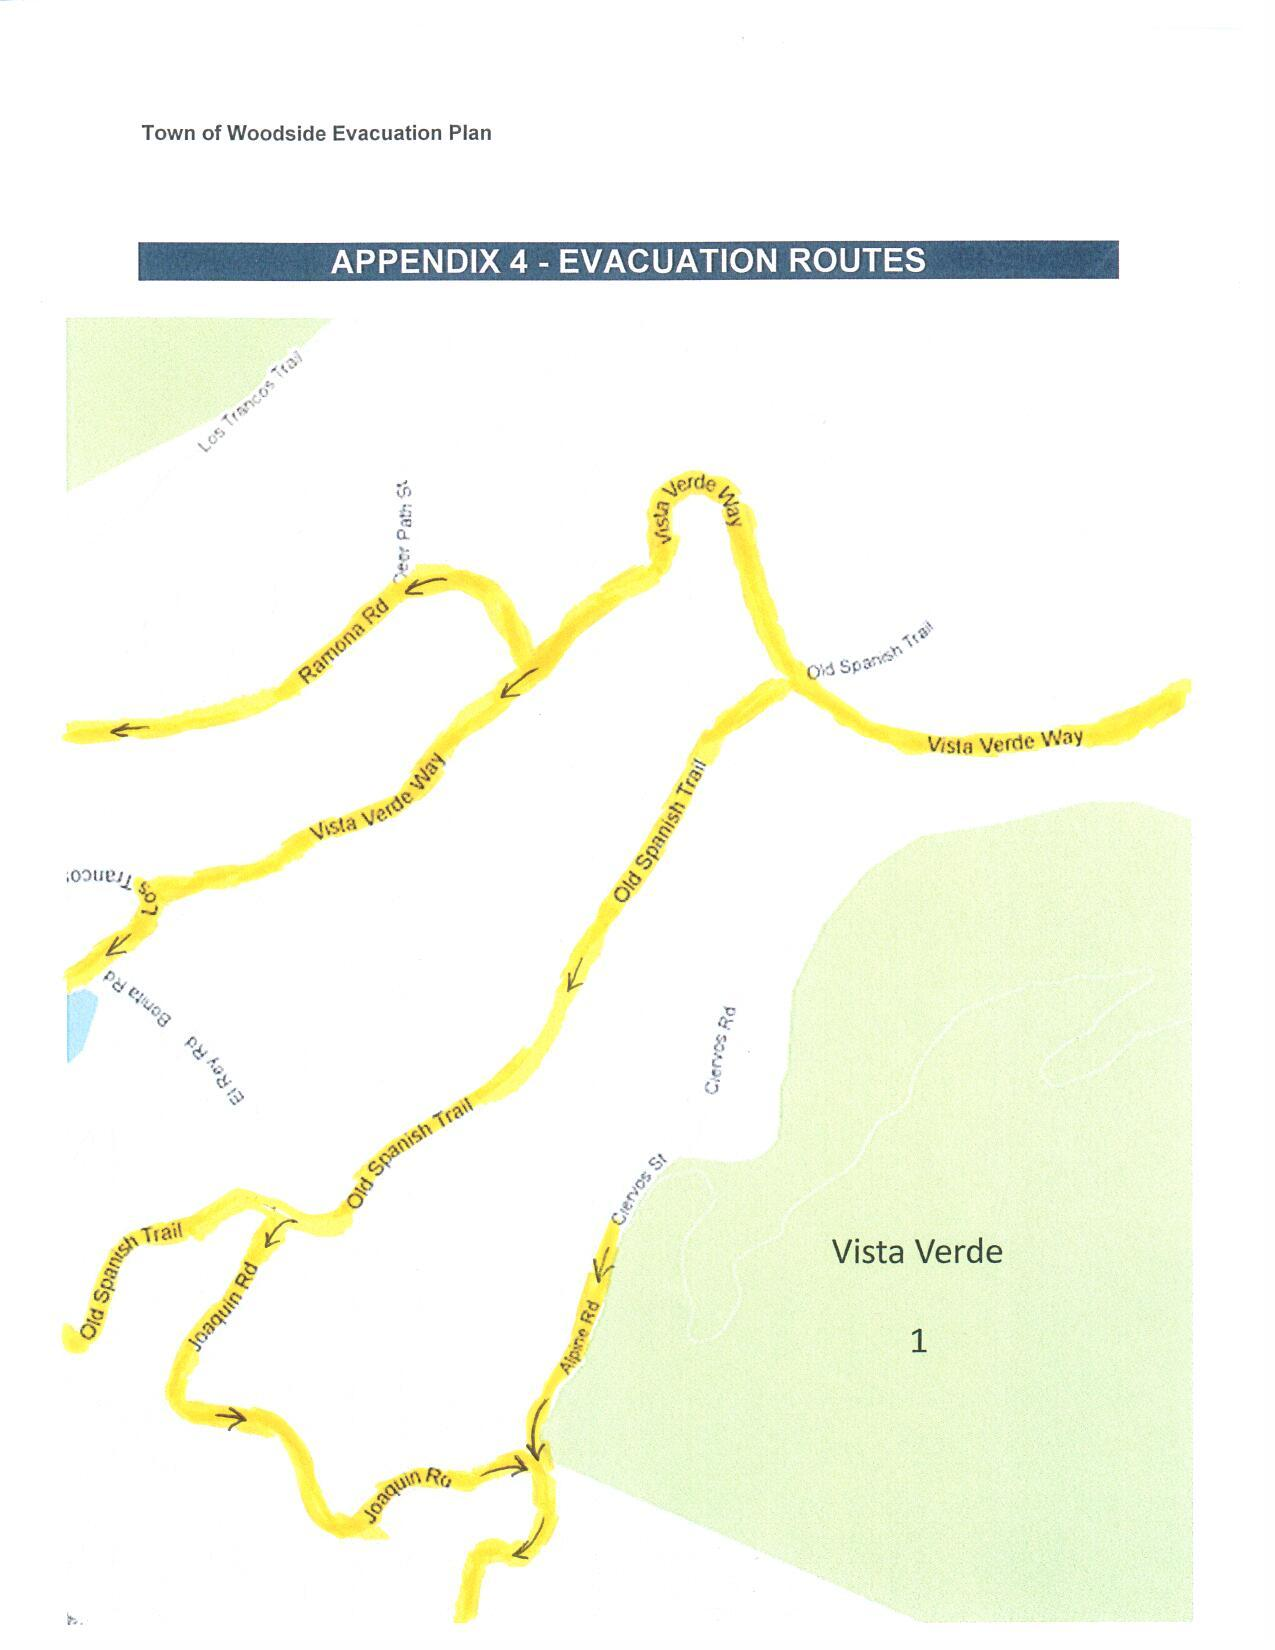 Town of Woodside Evacuation Plan
APPENDIX 4 - EVACUATION ROUTES
Los Trancos Trail
Deer Path St
Vista Verde Way
Ramona Rd
Old Spanish Trail
Vista Verde Way
Vista Verde Way
Old Spanish Trail
Los Trancos
Bonita Rd
El Rey Rd
Ciervos Rd
Old Spanish Trail
Ciervos St
Old Spanish Trail
Joaquin Rd
Alpine Rd
Vista Verde
1
Joaquin Rd